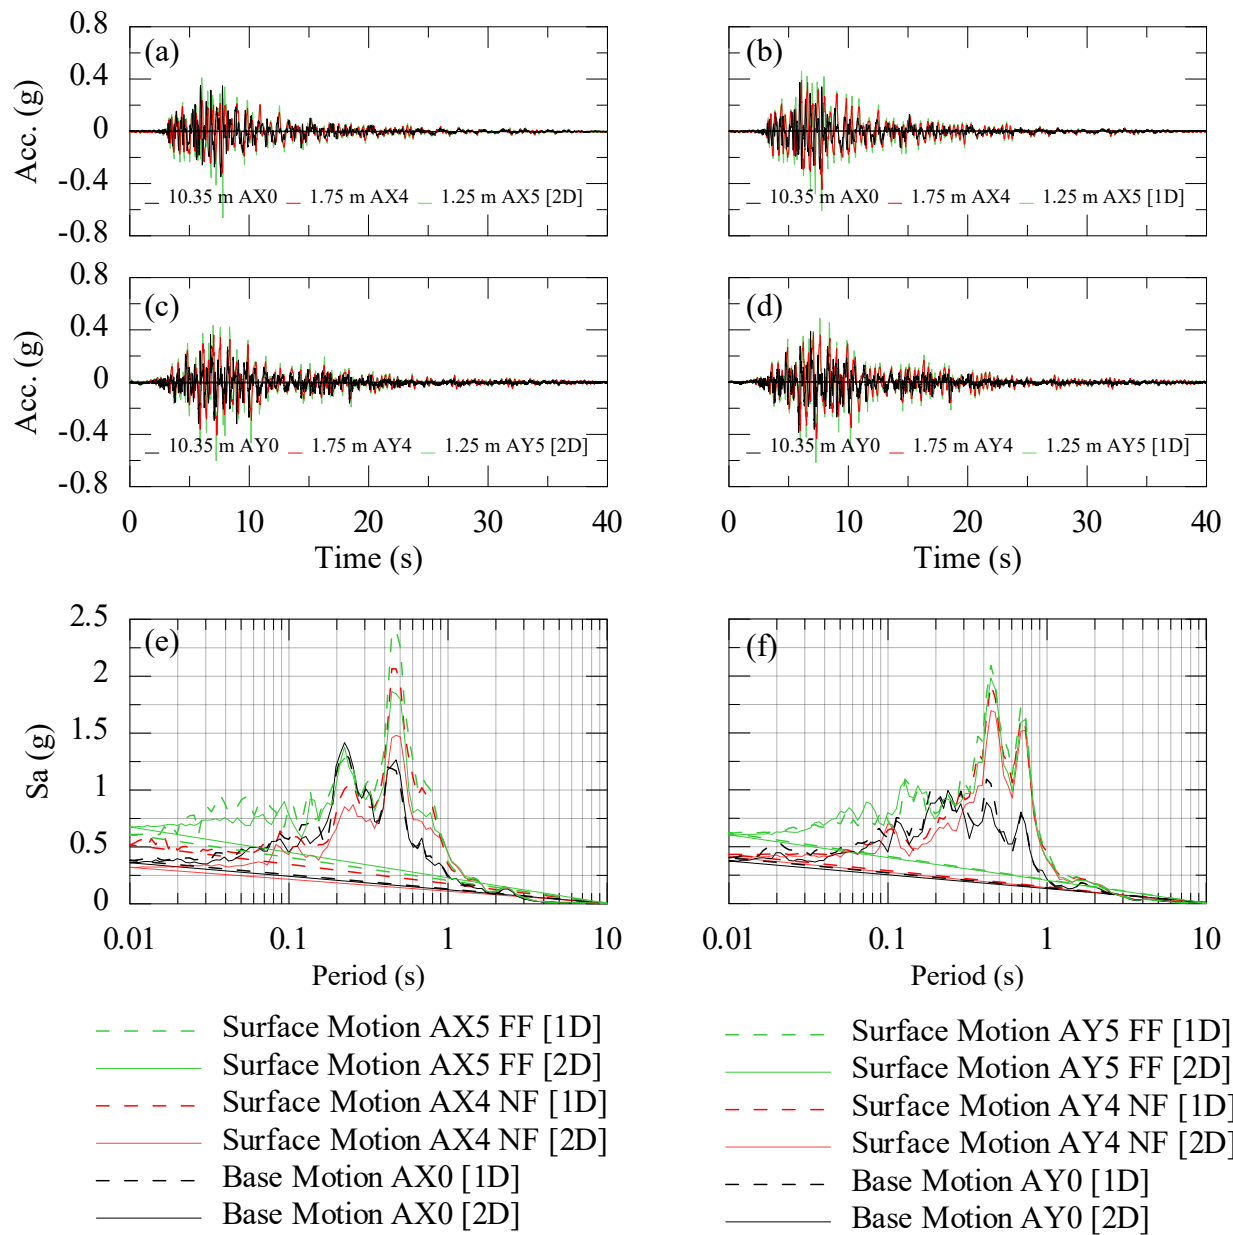 0.8
0.4
0
-0.4
-0.8
Acc. (g)
(a)
10.35 m AX0 1.75 m AX4 1.25 m AX5 [2D]
(b)
10.35 m AX0 1.75 m AX4 1.25 m AX5 [1D]
0.8
0.4
0
-0.4
-0.8
Acc. (g)
(c)
10.35 m AY0 1.75 m AY4 1.25 m AY5 [2D]
(d)
10.35 m AY0 1.75 m AY4 1.25 m AY5 [1D]
0 10 20 30 40
Time (s)
0 10 20 30 40
Time (s)
2.5
2
1.5
1
0.5
0
Sa (g)
(e)
(f)
0.01 0.1 1 10
Period (s)
0.01 0.1 1 10
Period (s)
Surface Motion AX5 FF [1D]
Surface Motion AX5 FF [2D]
Surface Motion AX4 NF [1D]
Surface Motion AX4 NF [2D]
Base Motion AX0 [1D]
Base Motion AX0 [2D]
Surface Motion AY5 FF [1D]
Surface Motion AY5 FF [2D]
Surface Motion AY4 NF [1D]
Surface Motion AY4 NF [2D]
Base Motion AY0 [1D]
Base Motion AY0 [2D]